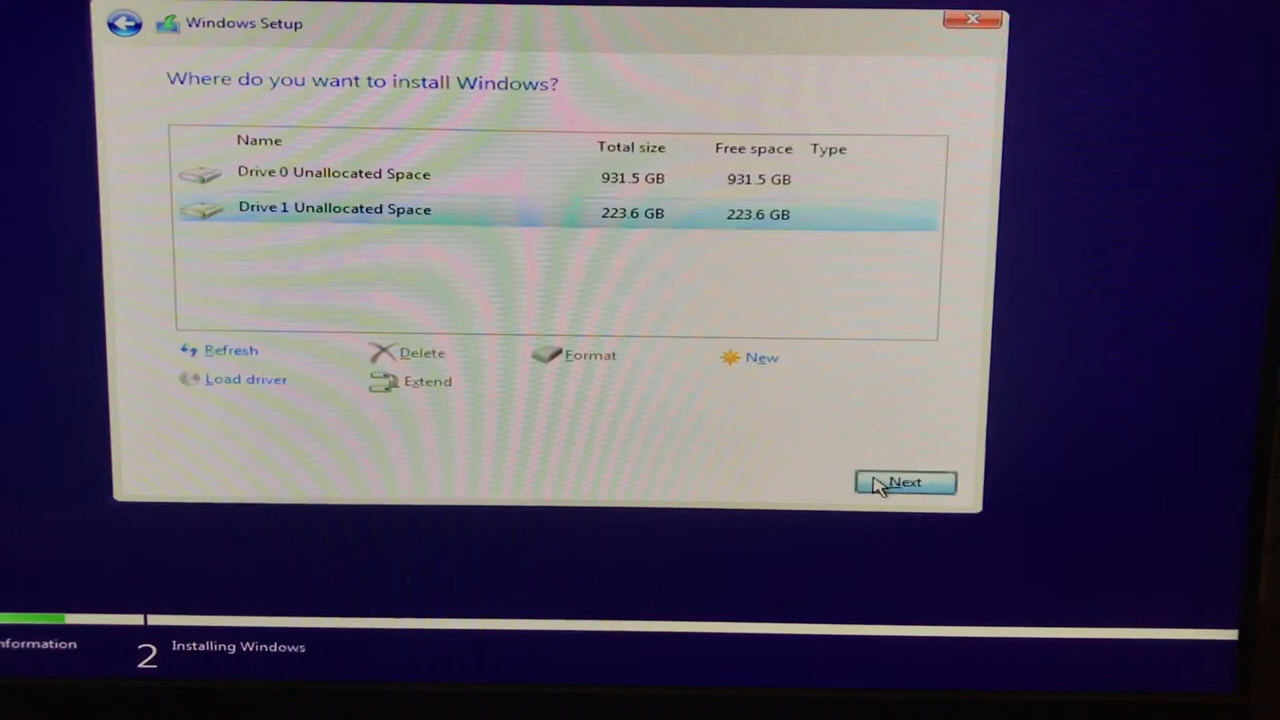 Windows Setup
Where do you want to install Windows?
Name Total size Free space Type
Drive 0 Unallocated Space 931.5 GB 931.5 GB
Drive 1 Unallocated Space 223.6 GB 223.6 GB
Refresh Delete Format New
Load driver Extend
Next
nformation 2 Installing Windows